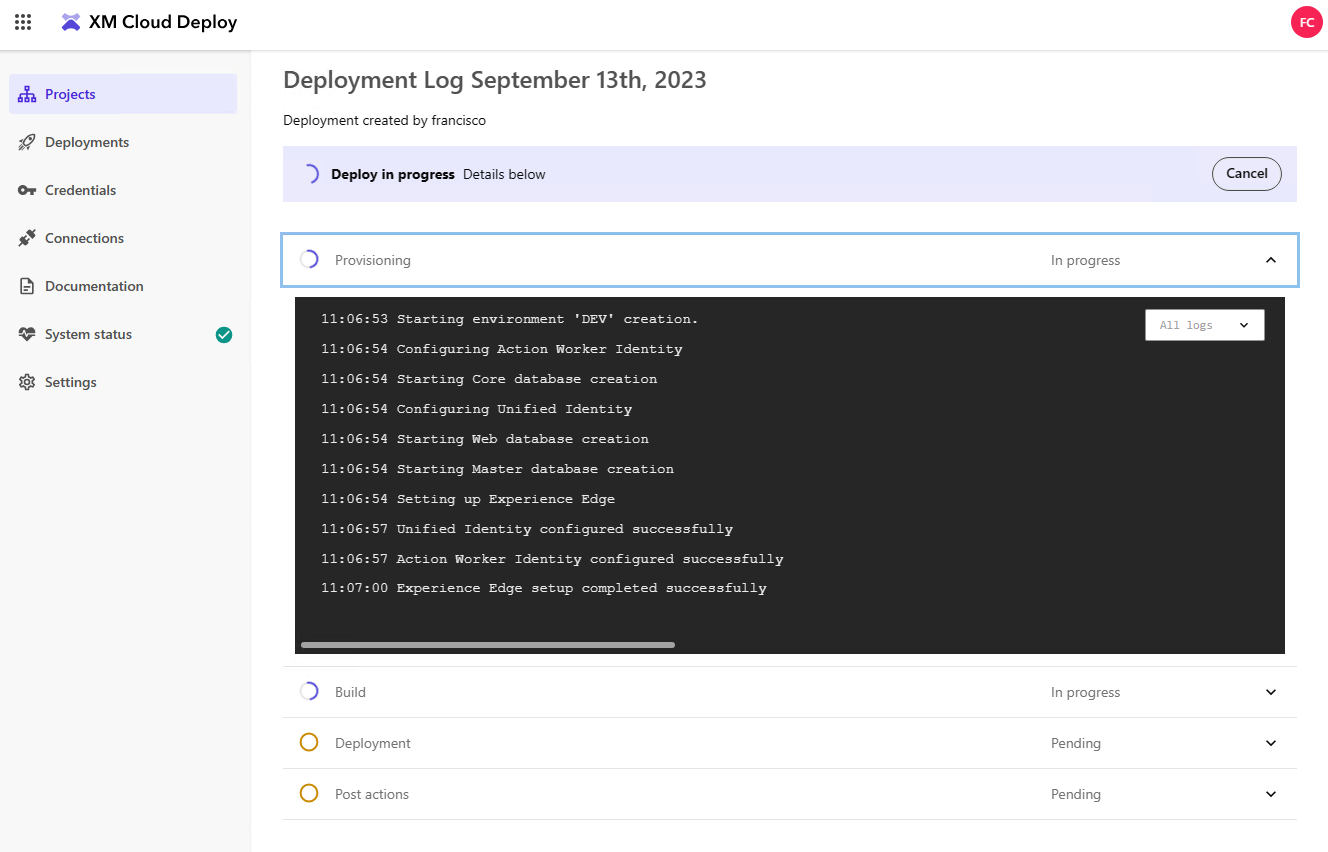 XM Cloud Deploy
FC
Projects
Deployments
Credentials
Connections
Documentation
System status
Settings
Deployment Log September 13th, 2023
Deployment created by francisco
Deploy in progress Details below
Cancel
Provisioning In progress
All logs
11:06:53 Starting environment 'DEV' creation.
11:06:54 Configuring Action Worker Identity
11:06:54 Starting Core database creation
11:06:54 Configuring Unified Identity
11:06:54 Starting Web database creation
11:06:54 Starting Master database creation
11:06:54 Setting up Experience Edge
11:06:57 Unified Identity configured successfully
11:06:57 Action Worker Identity configured successfully
11:07:00 Experience Edge setup completed successfully
Build In progress
Deployment Pending
Post actions Pending